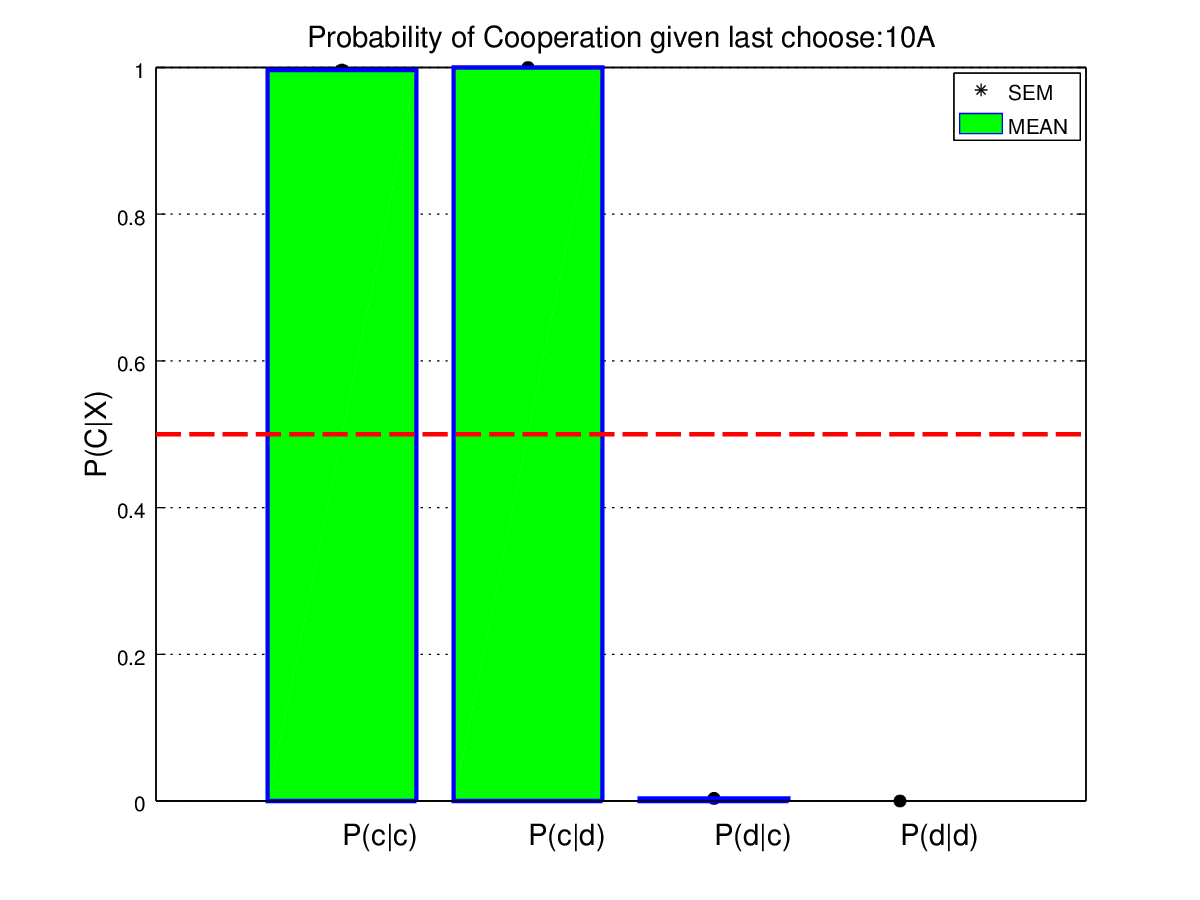 Probability of Cooperation given last choose:10A
SEM
MEAN
P(C|X)
1
0.8
0.6
0.4
0.2
0
P(c|c) P(c|d) P(d|c) P(d|d)